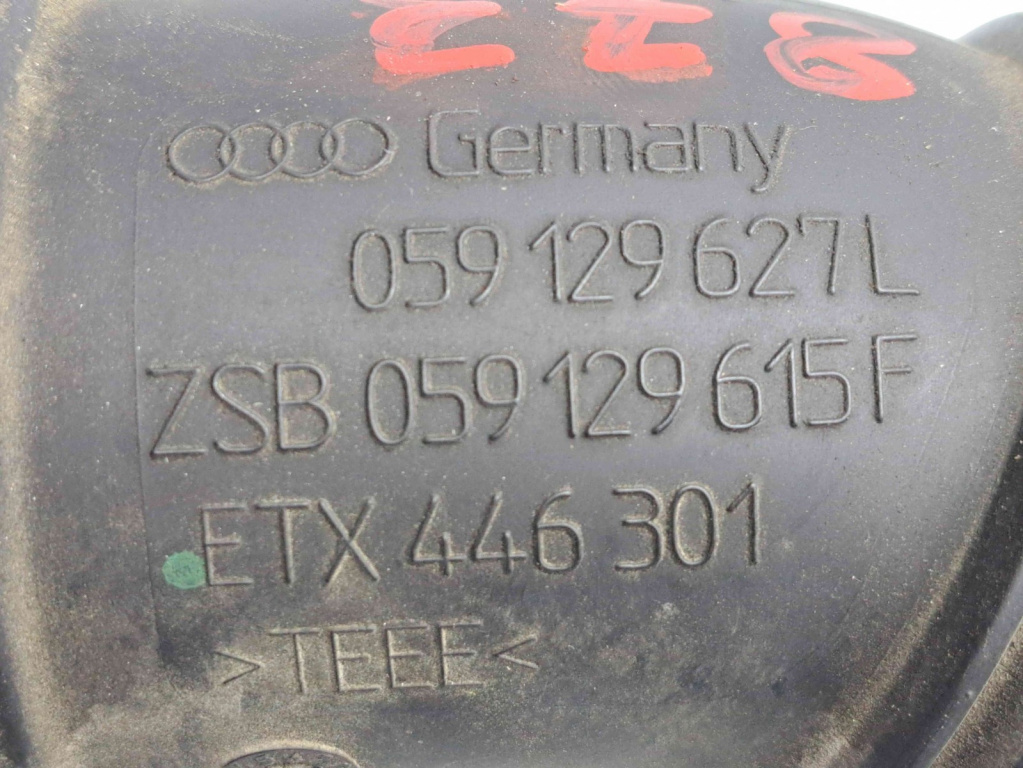 Germany
059 129 627 L
ZSB 059 129 615 F
ETX 446 301
>TEEE<